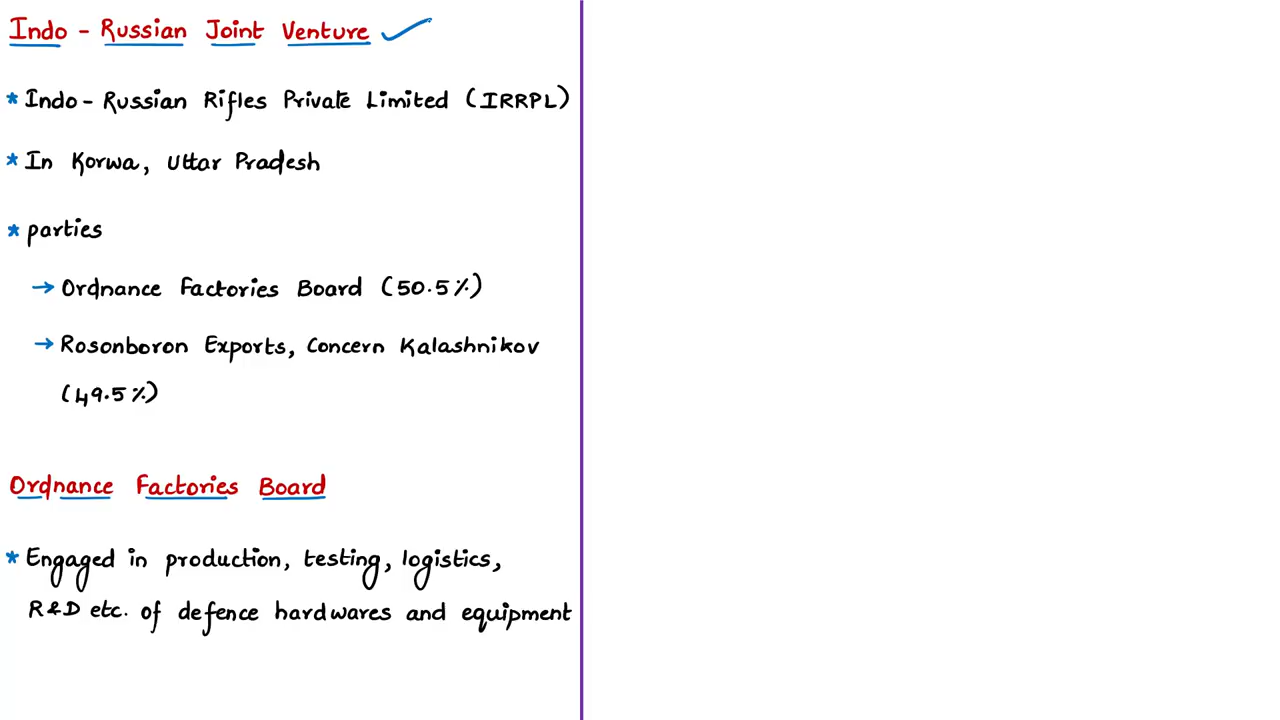 Indo - Russian Joint Venture
* Indo - Russian Rifles Private Limited (IRRPL)
* In Korwa, Uttar Pradesh
* parties
→ Ordnance Factories Board (50.5%)
→ Rosonboron Exports, Concern Kalashnikov
(49.5%)
Ordnance Factories Board
* Engaged in production, testing, logistics,
R&D etc. of defence hardwares and equipment